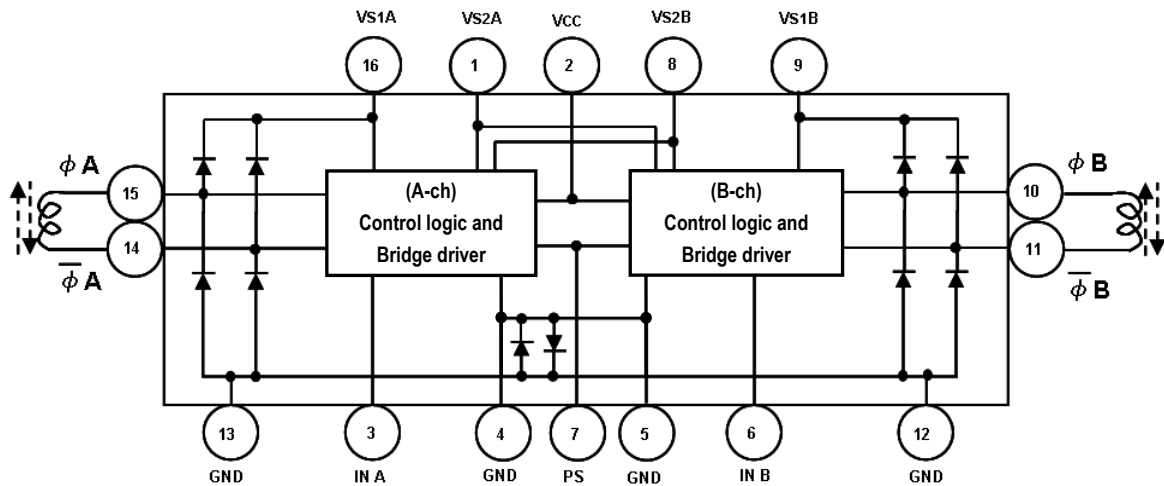 VS1A VS2A VCC VS2B VS1B
16 1 2 8 9
ϕ A ϕ B
15 (A-ch) (B-ch) 10
Control logic and Control logic and
14 Bridge driver Bridge driver 11
ϕ̅ A ϕ̅ B
13 3 4 7 5 6 12
GND IN A GND PS GND IN B GND